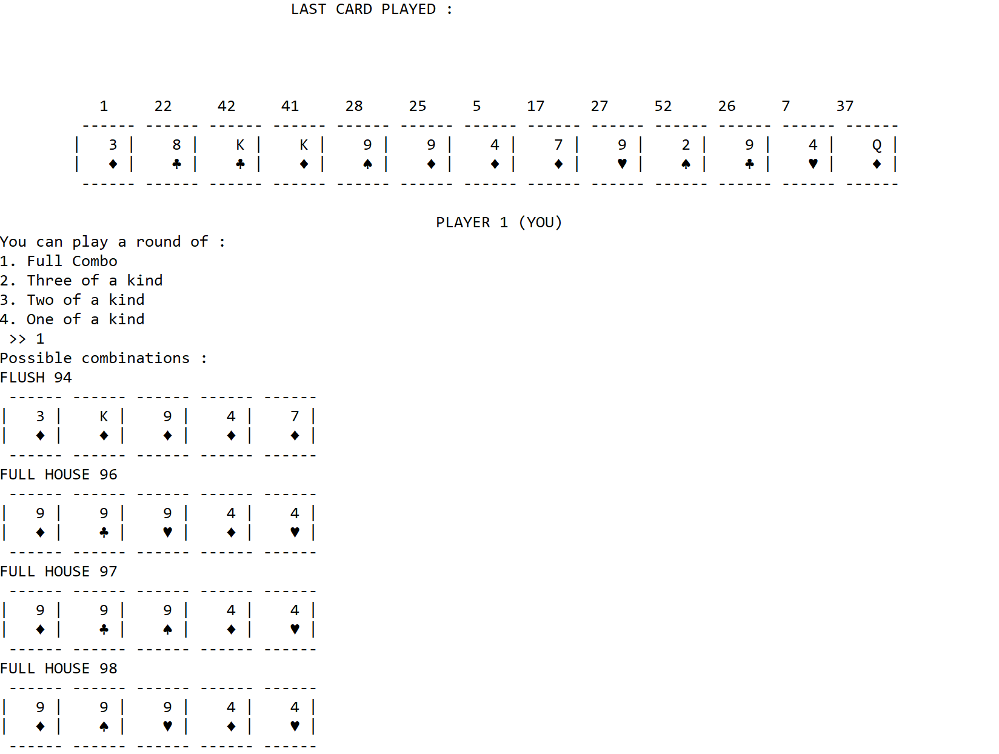 LAST CARD PLAYED :
1 22 42 41 28 25 5 17 27 52 26 7 37
------ ------ ------ ------ ------ ------ ------ ------ ------ ------ ------ ------ ------
| 3 | 8 | K | K | 9 | 9 | 4 | 7 | 9 | 2 | 9 | 4 | Q |
| ♦ | ♣ | ♣ | ♦ | ♠ | ♦ | ♦ | ♦ | ♥ | ♠ | ♣ | ♥ | ♦ |
------ ------ ------ ------ ------ ------ ------ ------ ------ ------ ------ ------ ------
PLAYER 1 (YOU)
You can play a round of :
1. Full Combo
2. Three of a kind
3. Two of a kind
4. One of a kind
>> 1
Possible combinations :
FLUSH 94
------ ------ ------ ------ ------
| 3 | K | 9 | 4 | 7 |
| ♦ | ♦ | ♦ | ♦ | ♦ |
------ ------ ------ ------ ------
FULL HOUSE 96
------ ------ ------ ------ ------
| 9 | 9 | 9 | 4 | 4 |
| ♦ | ♣ | ♥ | ♦ | ♥ |
------ ------ ------ ------ ------
FULL HOUSE 97
------ ------ ------ ------ ------
| 9 | 9 | 9 | 4 | 4 |
| ♦ | ♣ | ♠ | ♦ | ♥ |
------ ------ ------ ------ ------
FULL HOUSE 98
------ ------ ------ ------ ------
| 9 | 9 | 9 | 4 | 4 |
| ♦ | ♠ | ♥ | ♦ | ♥ |
------ ------ ------ ------ ------